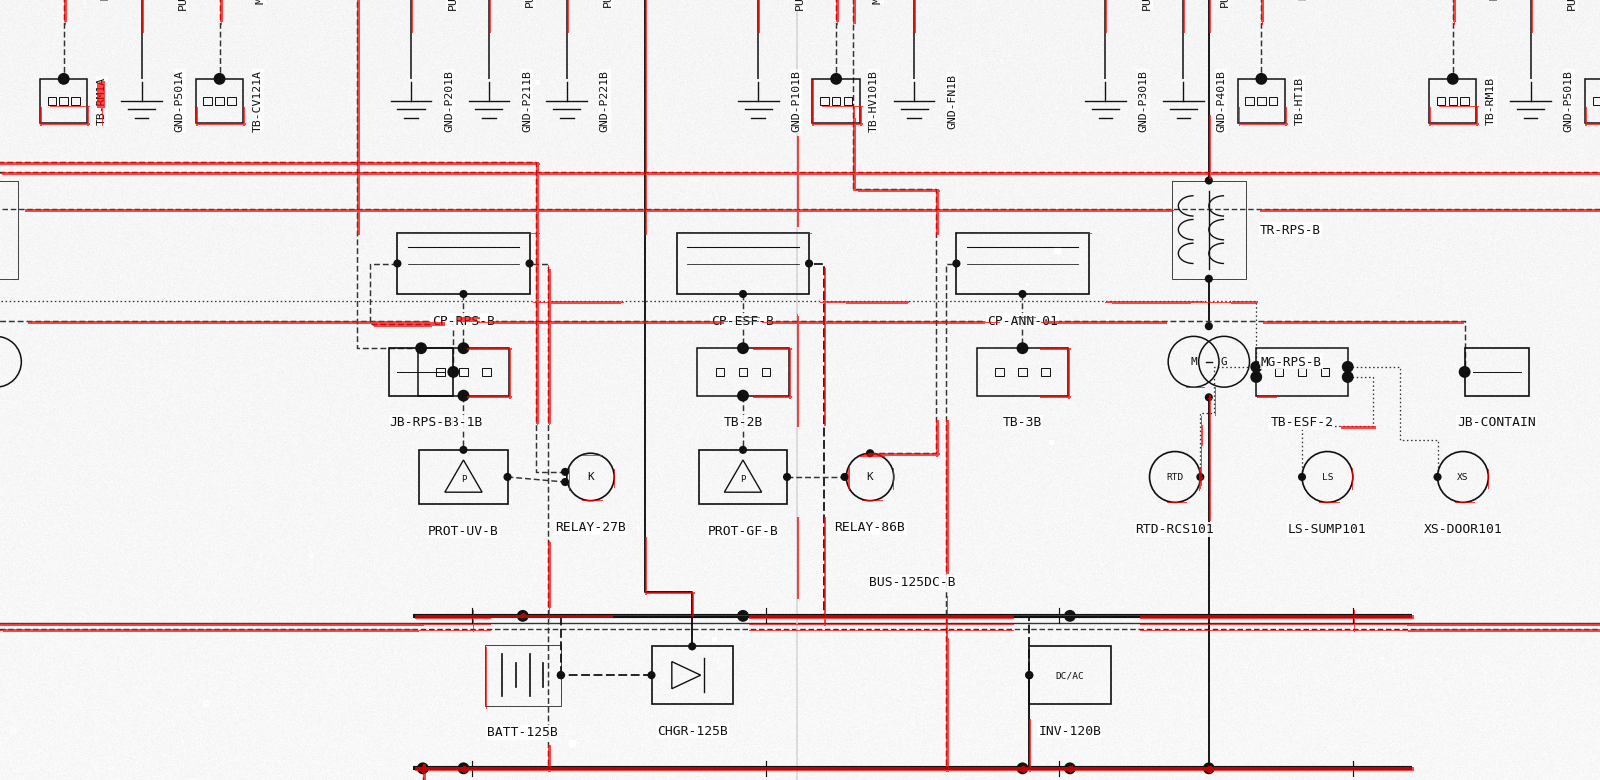 TB-RM1A
GND-P501A
TB-CV121A
GND-P201B
GND-P211B
GND-P221B
GND-P101B
TB-HV101B
GND-FN1B
GND-P301B
GND-P401B
TB-HT1B
TB-RM1B
GND-P501B
TR-RPS-B
CP-RPS-B
CP-ESF-B
CP-ANN-01
M
G
MG-RPS-B
JB-RPS-B
TB-2B
TB-3B
TB-ESF-2
JB-CONTAIN
P
K
P
K
RTD
LS
XS
PROT-UV-B
RELAY-27B
PROT-GF-B
RELAY-86B
RTD-RCS101
LS-SUMP101
XS-DOOR101
BUS-125DC-B
DC/AC
BATT-125B
CHGR-125B
INV-120B